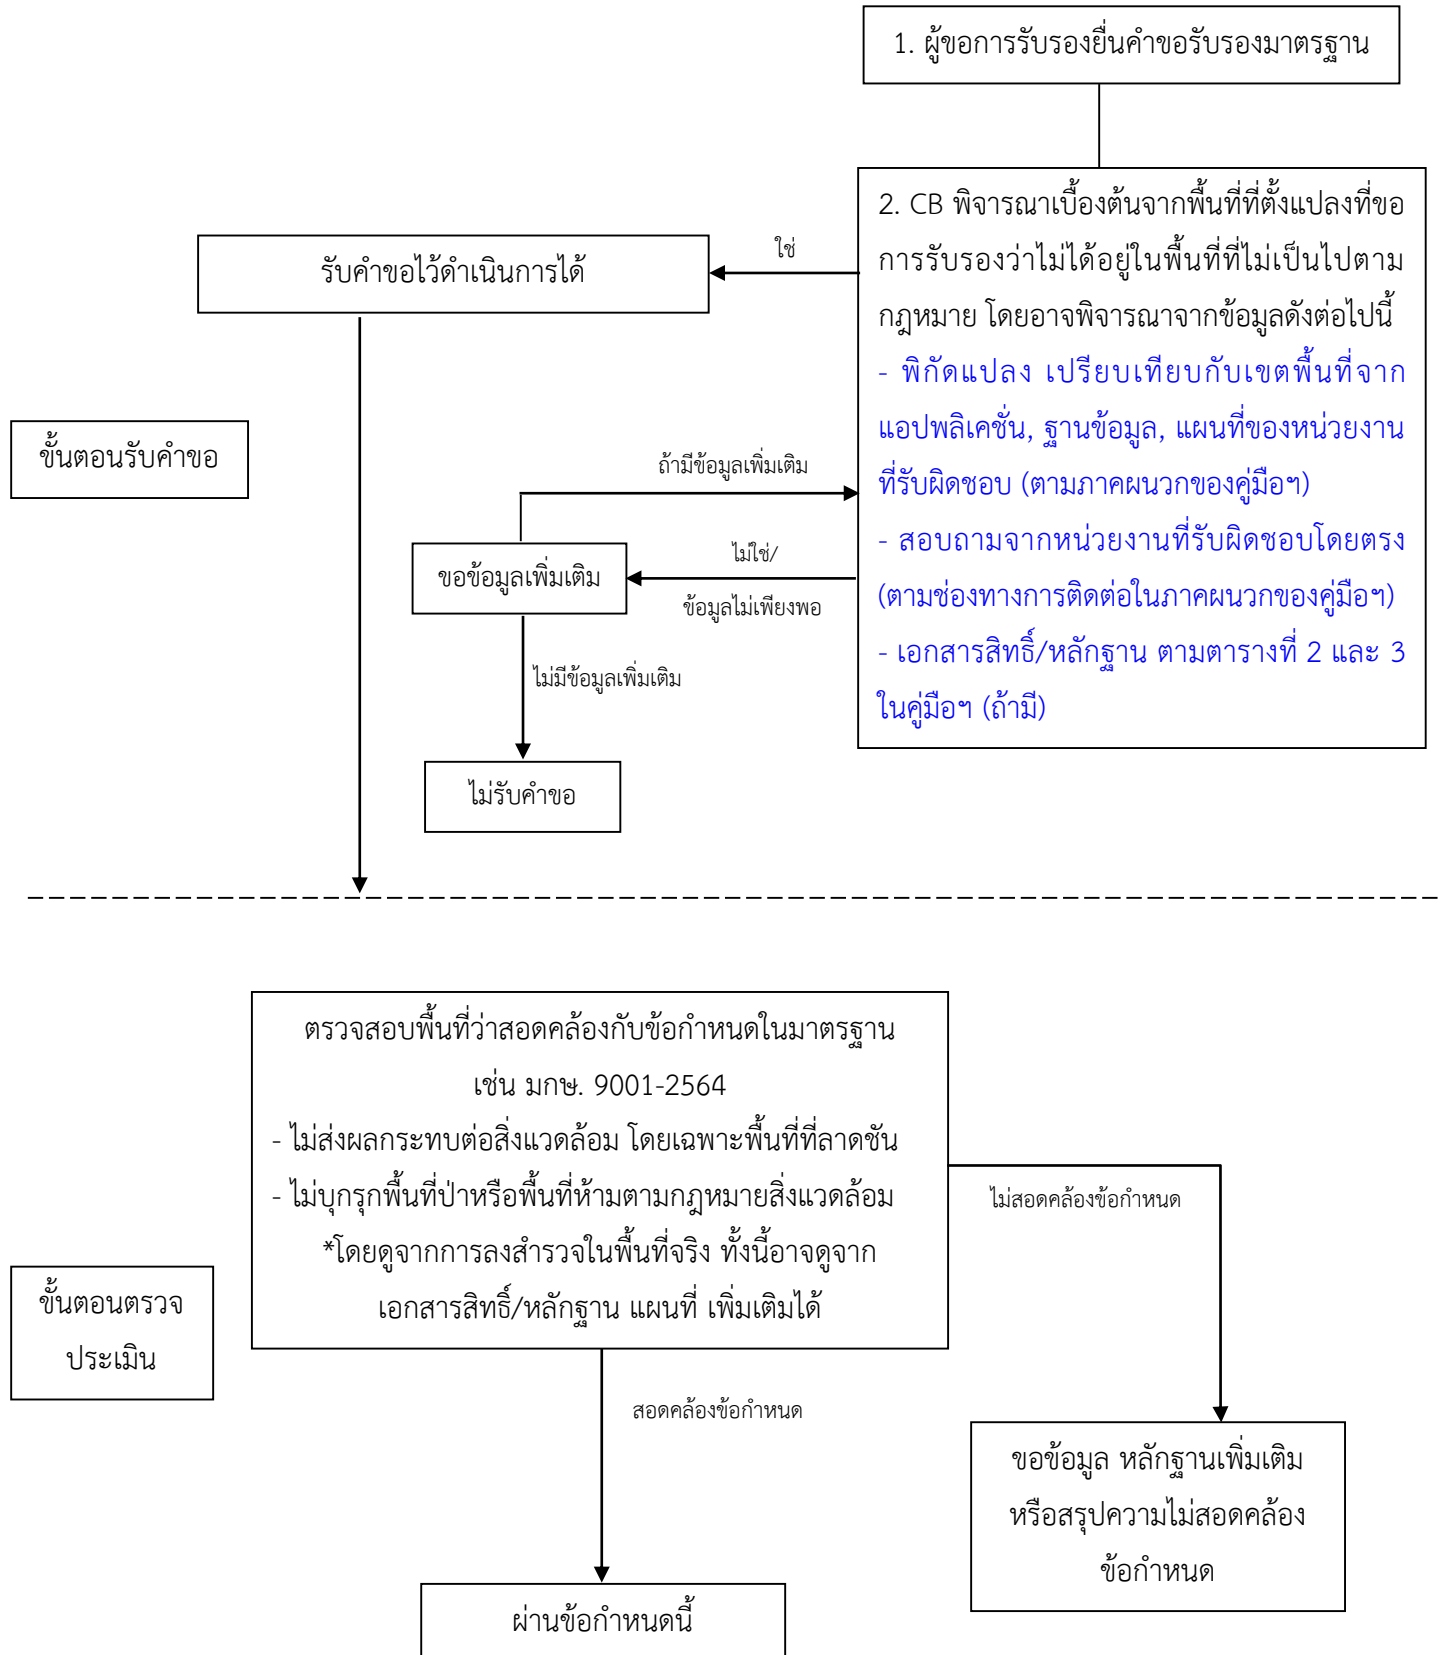 1. ผู้ขอการรับรองยื่นคำขอรับรองมาตรฐาน
2. CB พิจารณาเบื้องต้นจากพื้นที่ที่ตั้งแปลงที่ขอ
การรับรองว่าไม่ได้อยู่ในพื้นที่ที่ไม่เป็นไปตาม
กฎหมาย โดยอาจพิจารณาจากข้อมูลดังต่อไปนี้
- พิกัดแปลง เปรียบเทียบกับเขตพื้นที่จาก
แอปพลิเคชั่น, ฐานข้อมูล, แผนที่ของหน่วยงาน
ที่รับผิดชอบ (ตามภาคผนวกของคู่มือฯ)
- สอบถามจากหน่วยงานที่รับผิดชอบโดยตรง
(ตามช่องทางการติดต่อในภาคผนวกของคู่มือฯ)
- เอกสารสิทธิ์/หลักฐาน ตามตารางที่ 2 และ 3
ในคู่มือฯ (ถ้ามี)
ใช่
รับคำขอไว้ดำเนินการได้
ขั้นตอนรับคำขอ
ถ้ามีข้อมูลเพิ่มเติม
ไม่ใช่/
ข้อมูลไม่เพียงพอ
ขอข้อมูลเพิ่มเติม
ไม่มีข้อมูลเพิ่มเติม
ไม่รับคำขอ
ตรวจสอบพื้นที่ว่าสอดคล้องกับข้อกำหนดในมาตรฐาน
เช่น มกษ. 9001-2564
- ไม่ส่งผลกระทบต่อสิ่งแวดล้อม โดยเฉพาะพื้นที่ที่ลาดชัน
- ไม่บุกรุกพื้นที่ป่าหรือพื้นที่ห้ามตามกฎหมายสิ่งแวดล้อม
*โดยดูจากการลงสำรวจในพื้นที่จริง ทั้งนี้อาจดูจาก
เอกสารสิทธิ์/หลักฐาน แผนที่ เพิ่มเติมได้
ไม่สอดคล้องข้อกำหนด
ขั้นตอนตรวจ
ประเมิน
สอดคล้องข้อกำหนด
ขอข้อมูล หลักฐานเพิ่มเติม
หรือสรุปความไม่สอดคล้อง
ข้อกำหนด
ผ่านข้อกำหนดนี้